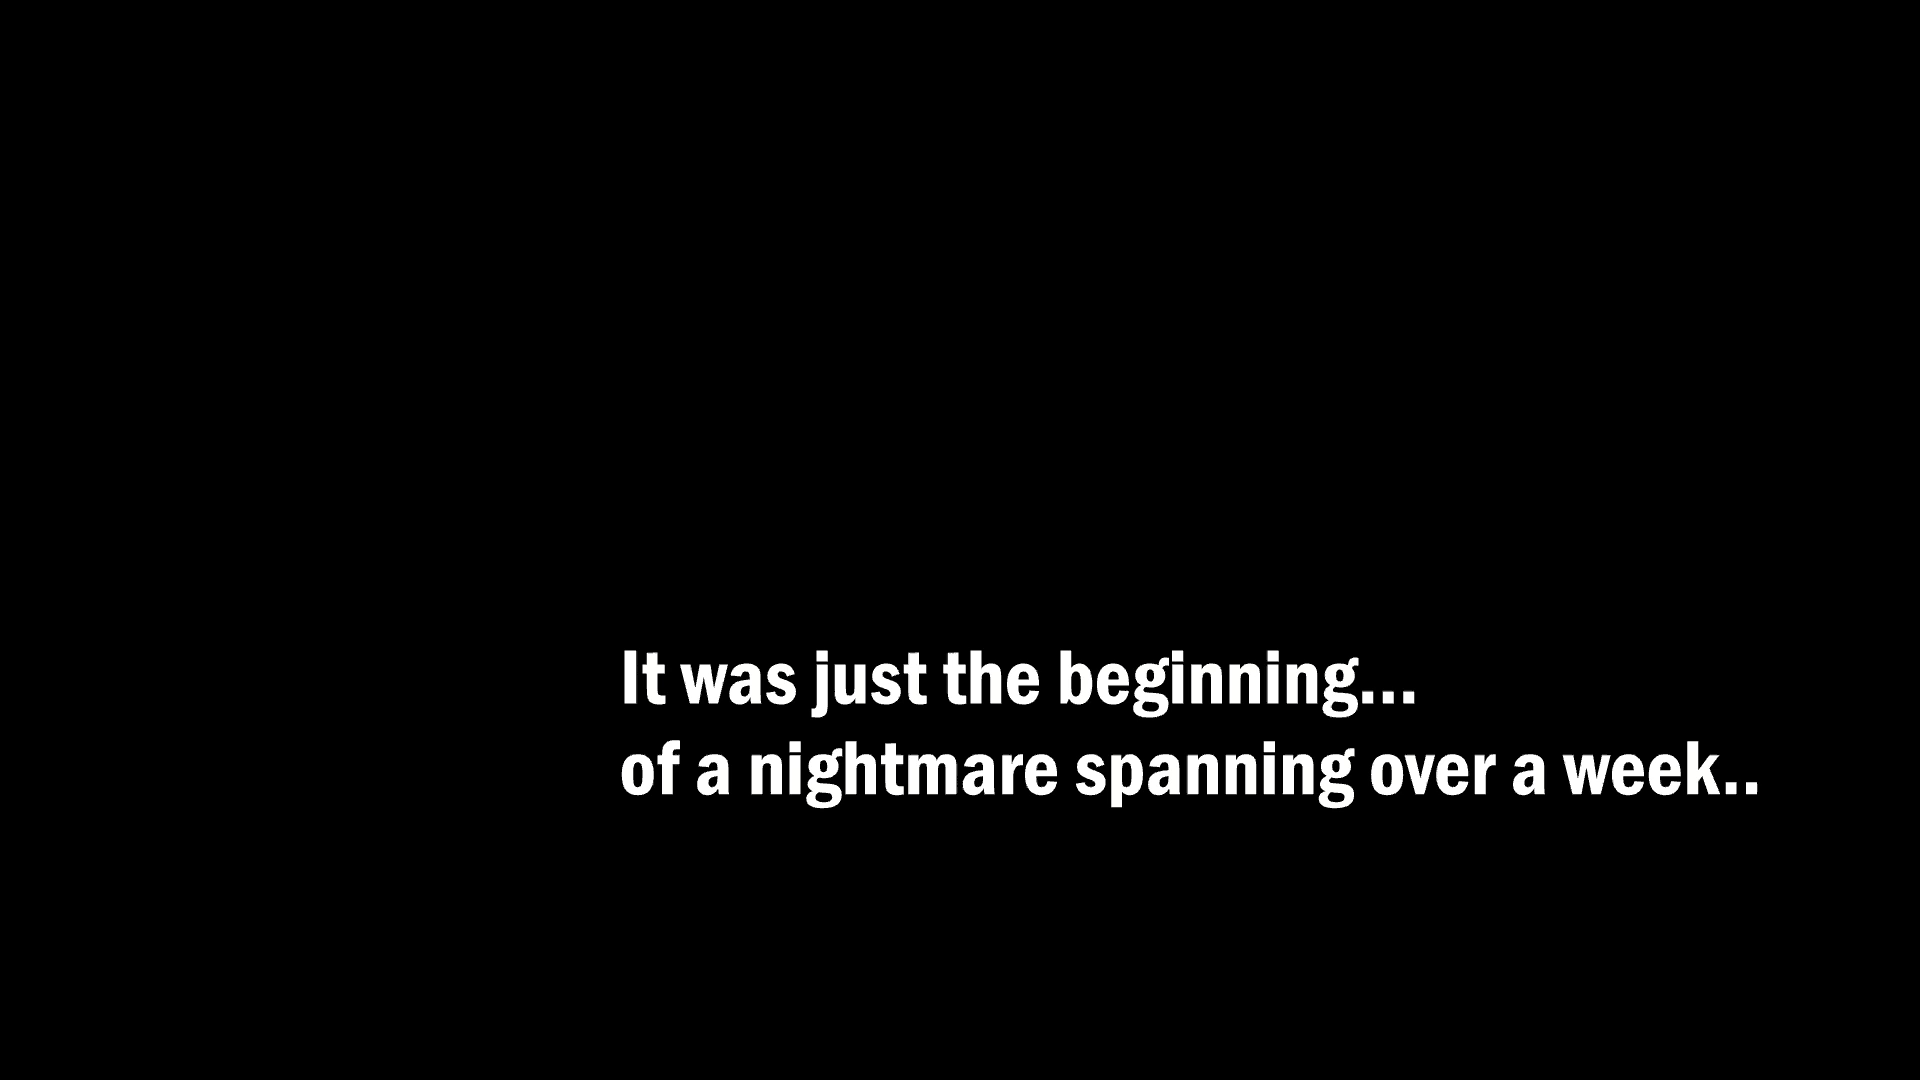 It was just the beginning...
of a nightmare spanning over a week..